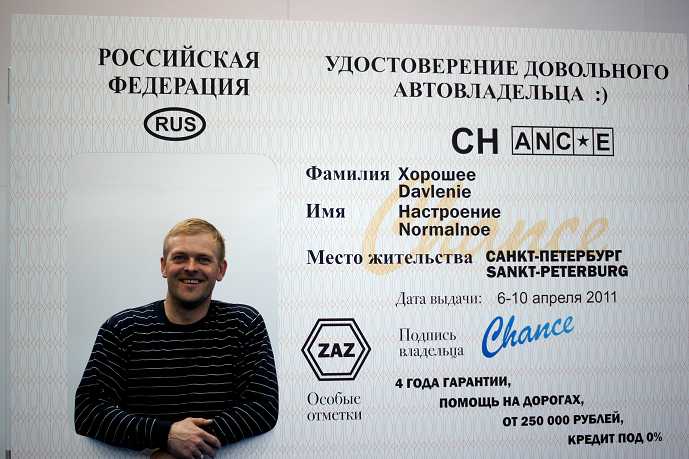 РОССИЙСКАЯ
ФЕДЕРАЦИЯ
RUS
УДОСТОВЕРЕНИЕ ДОВОЛЬНОГО
АВТОВЛАДЕЛЬЦА :)
CH ANC★E
Фамилия Хорошее
Davlenie
Имя Настроение
Normalnoe
Chance
Место жительства САНКТ-ПЕТЕРБУРГ
SANKT-PETERBURG
Дата выдачи: 6-10 апреля 2011
Подпись
владельца
Chance
ZAZ
Особые
отметки
4 ГОДА ГАРАНТИИ,
ПОМОЩЬ НА ДОРОГАХ,
ОТ 250 000 РУБЛЕЙ,
КРЕДИТ ПОД 0%